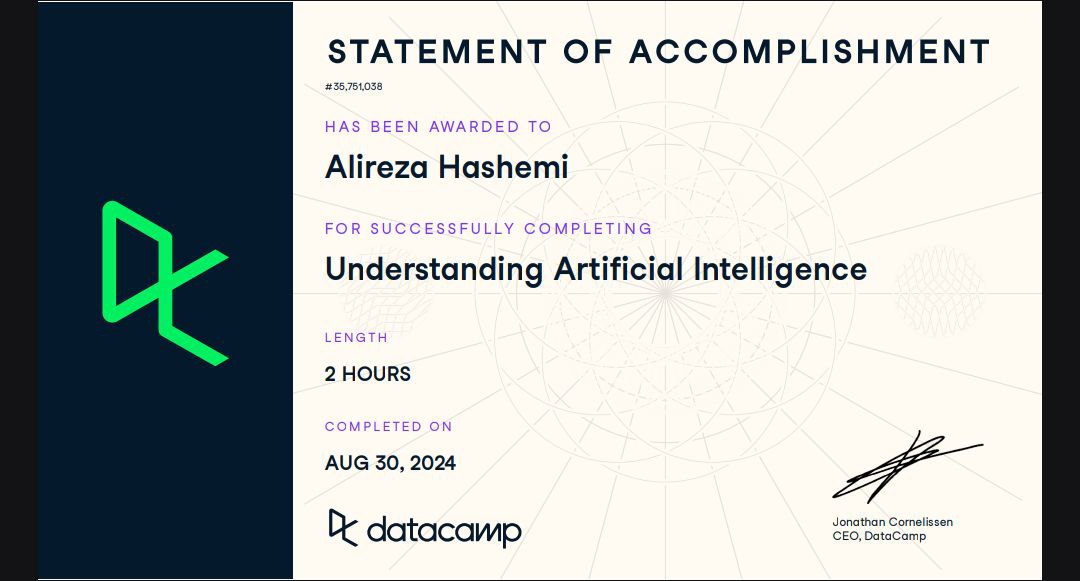 STATEMENT OF ACCOMPLISHMENT
#35,751,038
HAS BEEN AWARDED TO
Alireza Hashemi
FOR SUCCESSFULLY COMPLETING
Understanding Artificial Intelligence
LENGTH
2 HOURS
COMPLETED ON
AUG 30, 2024
datacamp
Jonathan Cornelissen
CEO, DataCamp